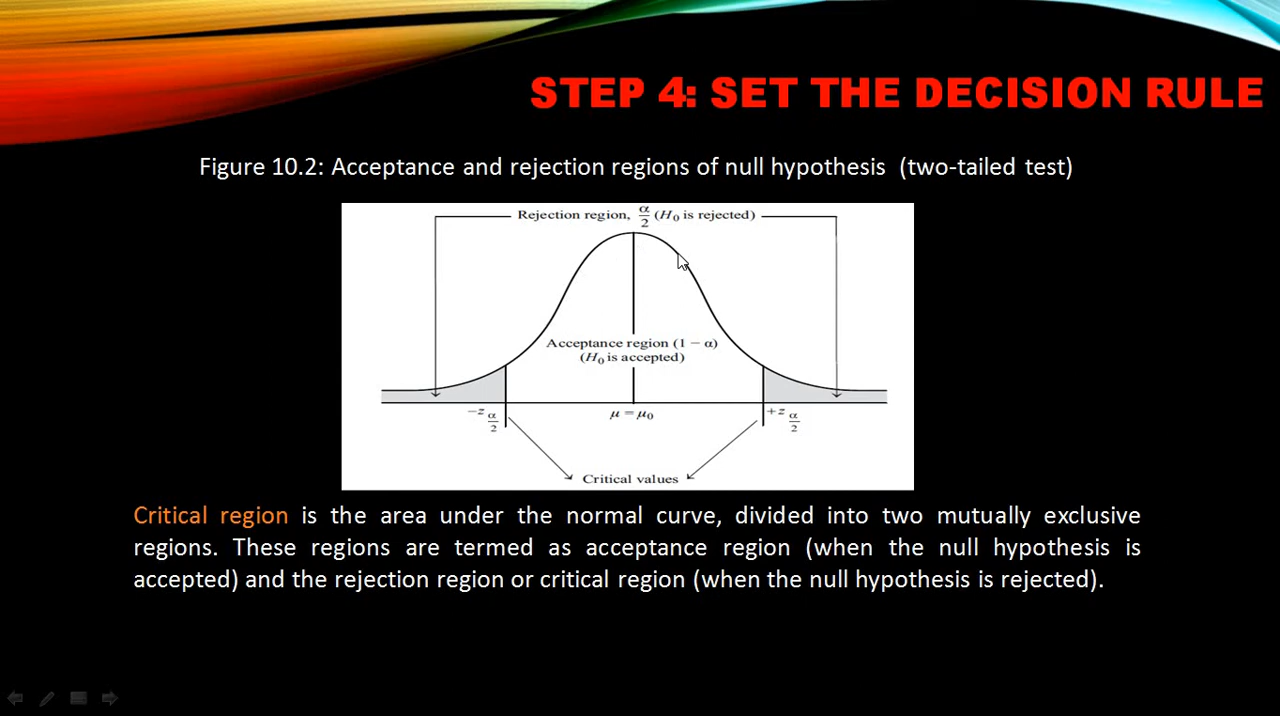 STEP 4: SET THE DECISION RULE
Figure 10.2: Acceptance and rejection regions of null hypothesis (two-tailed test)
Rejection region, α/2 (H₀ is rejected)
Acceptance region (1 − α)
(H₀ is accepted)
−z α/2
μ = μ₀
+z α/2
Critical values
Critical region is the area under the normal curve, divided into two mutually exclusive
regions. These regions are termed as acceptance region (when the null hypothesis is
accepted) and the rejection region or critical region (when the null hypothesis is rejected).